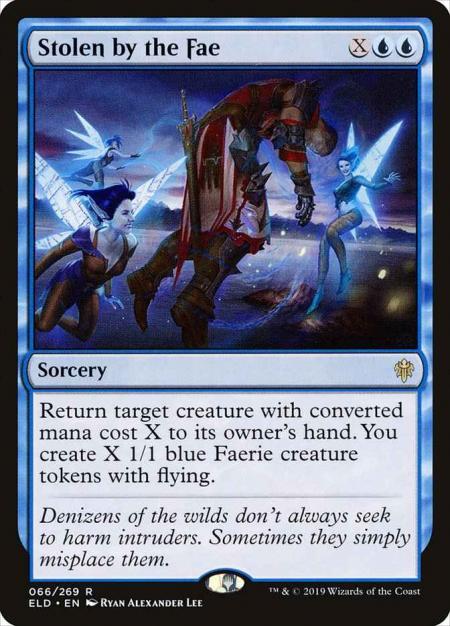 Stolen by the Fae X
Sorcery
Return target creature with converted
mana cost X to its owner's hand. You
create X 1/1 blue Faerie creature
tokens with flying.
Denizens of the wilds don't always seek
to harm intruders. Sometimes they simply
misplace them.
066/269 R
ELD • EN Ryan Alexander Lee
™ & © 2019 Wizards of the Coast